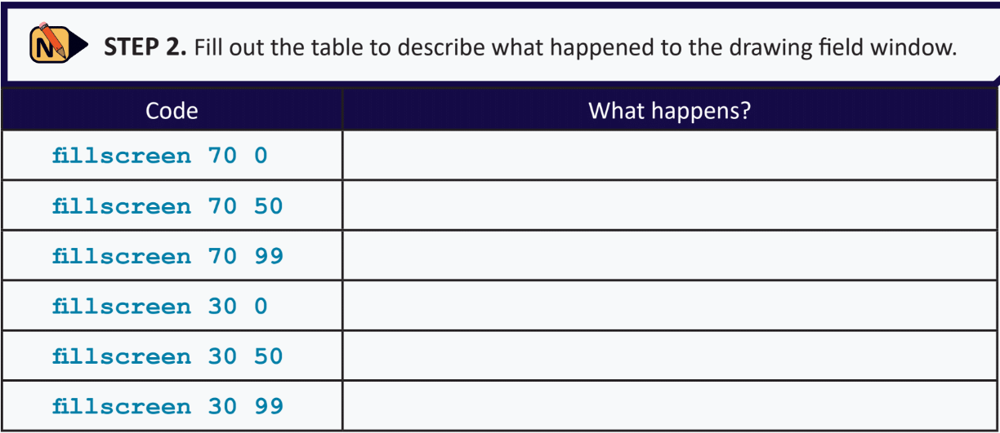 N STEP 2. Fill out the table to describe what happened to the drawing field window.
Code What happens?
fillscreen 70 0
fillscreen 70 50
fillscreen 70 99
fillscreen 30 0
fillscreen 30 50
fillscreen 30 99